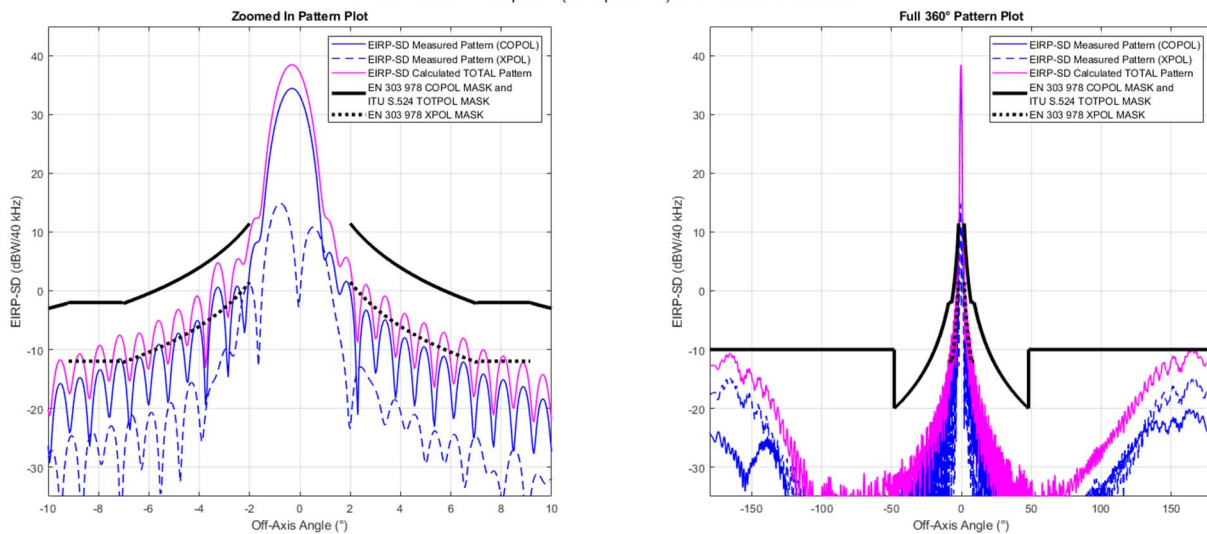 Zoomed In Pattern Plot
EIRP-SD Measured Pattern (COPOL)
EIRP-SD Measured Pattern (XPOL)
EIRP-SD Calculated TOTAL Pattern
EN 303 978 COPOL MASK and
ITU S.524 TOTPOL MASK
EN 303 978 XPOL MASK
EIRP-SD (dBW/40 kHz)
40
30
20
10
0
-10
-20
-30
-10
-8
-6
-4
-2
0
2
4
6
8
10
Off-Axis Angle (°)
Full 360° Pattern Plot
EIRP-SD Measured Pattern (COPOL)
EIRP-SD Measured Pattern (XPOL)
EIRP-SD Calculated TOTAL Pattern
EN 303 978 COPOL MASK and
ITU S.524 TOTPOL MASK
EN 303 978 XPOL MASK
EIRP-SD (dBW/40 kHz)
40
30
20
10
0
-10
-20
-30
-150
-100
-50
0
50
100
150
Off-Axis Angle (°)